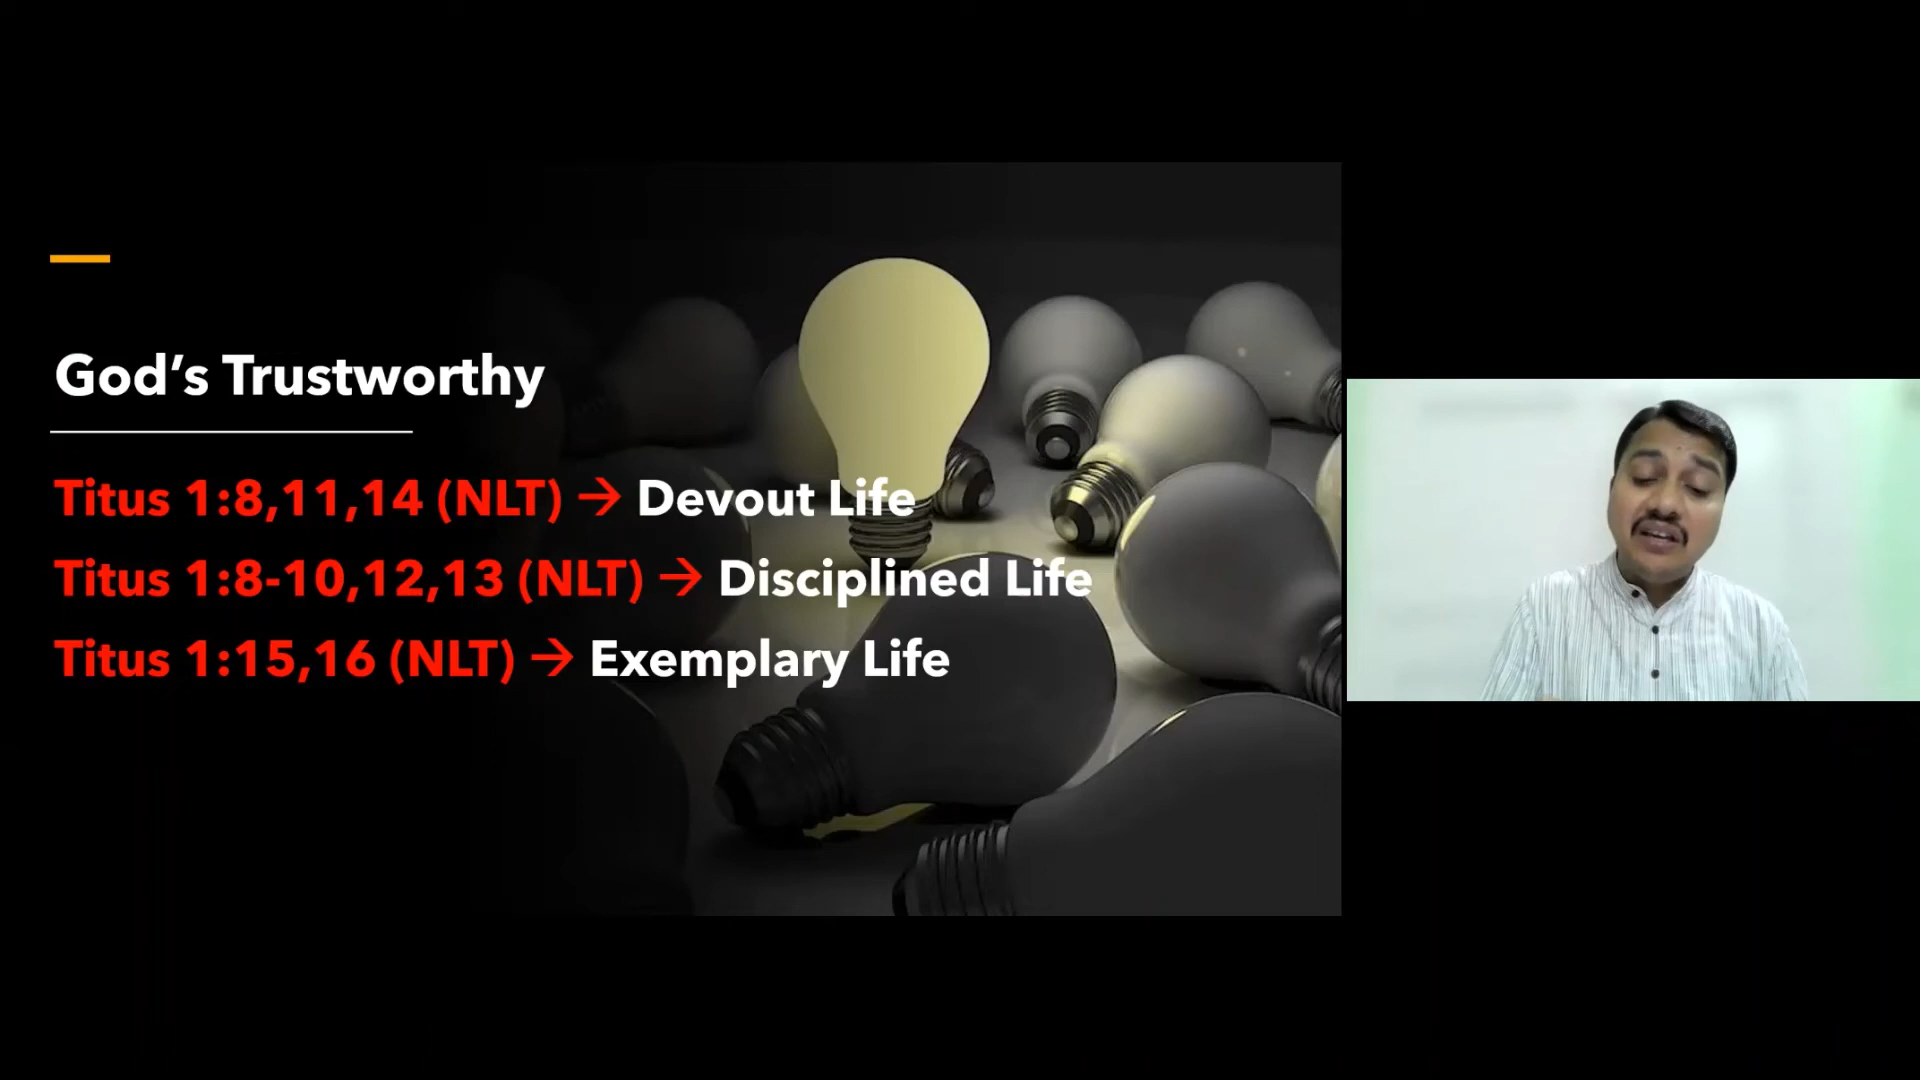 God’s Trustworthy
Titus 1:8,11,14 (NLT) → Devout Life
Titus 1:8-10,12,13 (NLT) → Disciplined Life
Titus 1:15,16 (NLT) → Exemplary Life